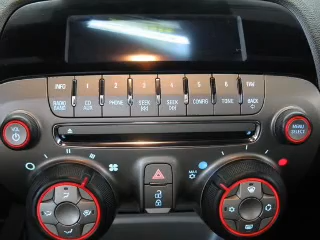 INFO 1 2 3 4 5 6 FAV
RADIO BAND CD AUX PHONE SEEK SEEK CONFIG TONE BACK
VOL
MENU SELECT